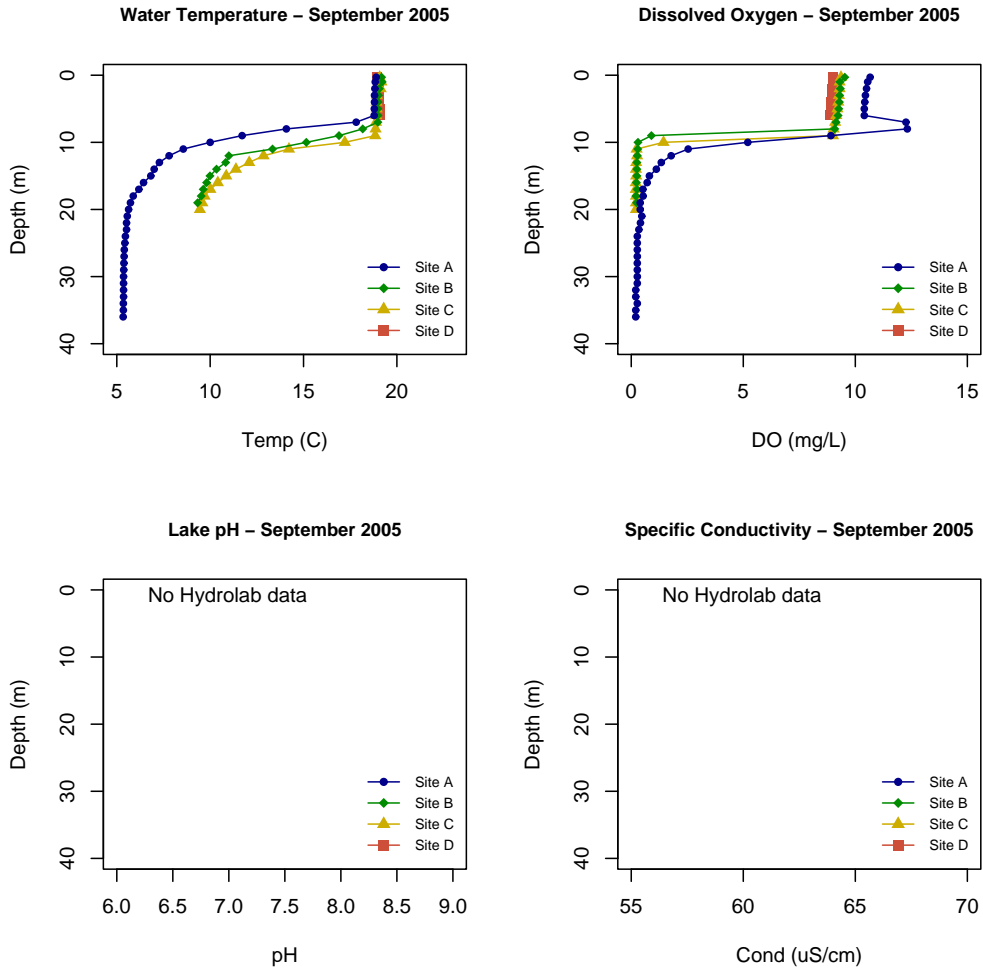 Water Temperature – September 2005
0
10
20
30
40
Depth (m)
5 10 15 20
Temp (C)
Site A
Site B
Site C
Site D
Dissolved Oxygen – September 2005
0
10
20
30
40
Depth (m)
0 5 10 15
DO (mg/L)
Site A
Site B
Site C
Site D
Lake pH – September 2005
No Hydrolab data
0
10
20
30
40
Depth (m)
6.0 6.5 7.0 7.5 8.0 8.5 9.0
pH
Site A
Site B
Site C
Site D
Specific Conductivity – September 2005
No Hydrolab data
0
10
20
30
40
Depth (m)
55 60 65 70
Cond (uS/cm)
Site A
Site B
Site C
Site D